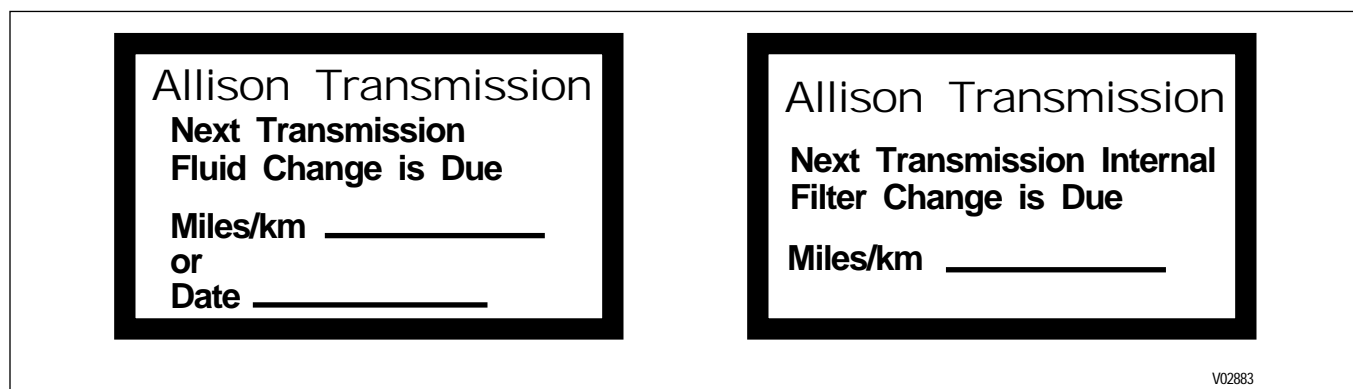 Allison Transmission
Next Transmission
Fluid Change is Due
Miles/km
or
Date
Allison Transmission
Next Transmission Internal
Filter Change is Due
Miles/km
V02883